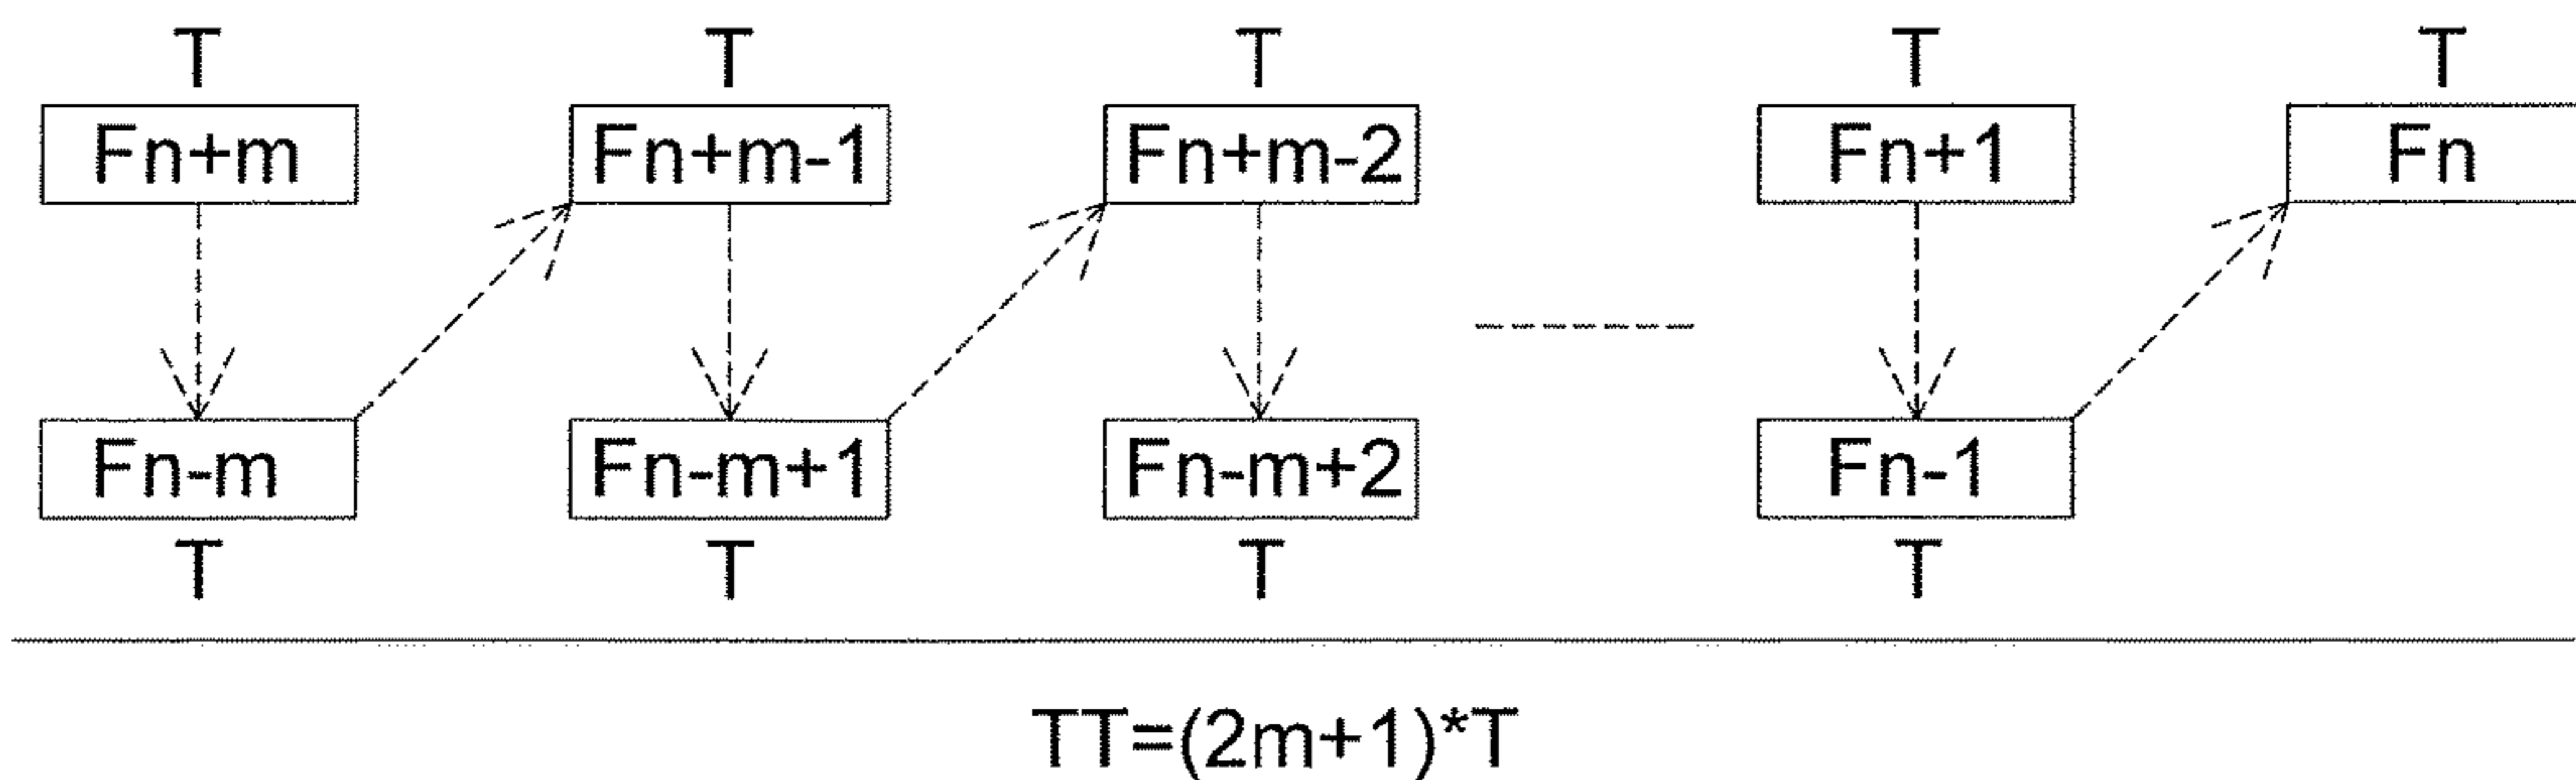 T T T T T
Fn+m Fn+m-1 Fn+m-2 Fn+1 Fn
Fn-m Fn-m+1 Fn-m+2 Fn-1
T T T T
TT=(2m+1)*T